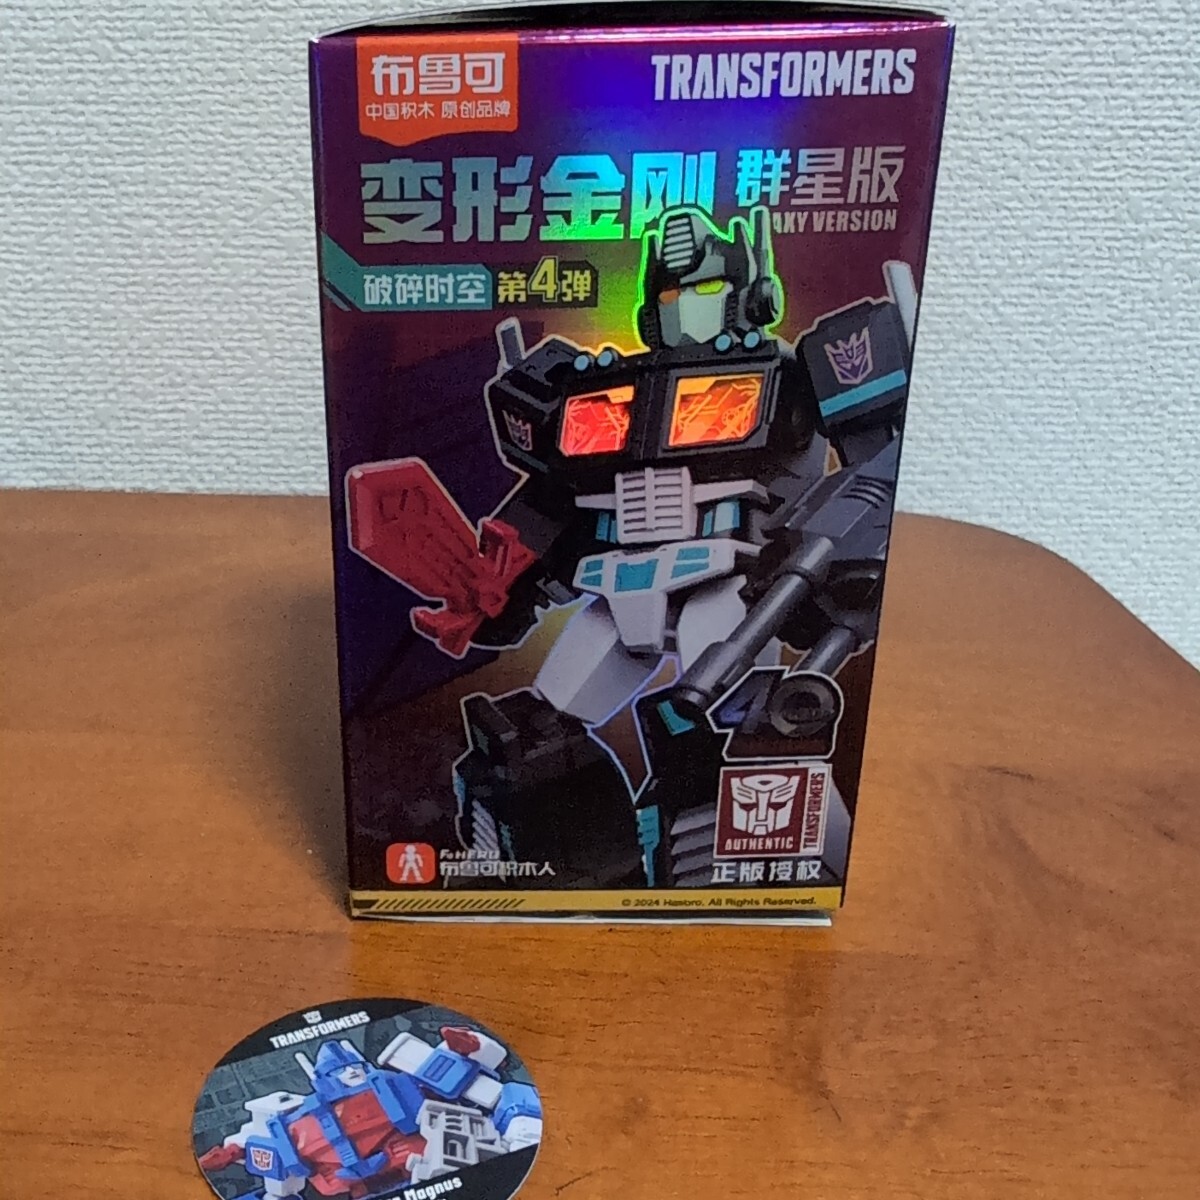 布鲁可
中国积木 原创品牌
TRANSFORMERS
变形金刚 群星版
VERSION
破碎时空 第4弹
40
AUTHENTIC
TRANSFORMERS
正版授权
布鲁可积木人
© 2024 Hasbro. All Rights Reserved.
TRANSFORMERS
Magnus